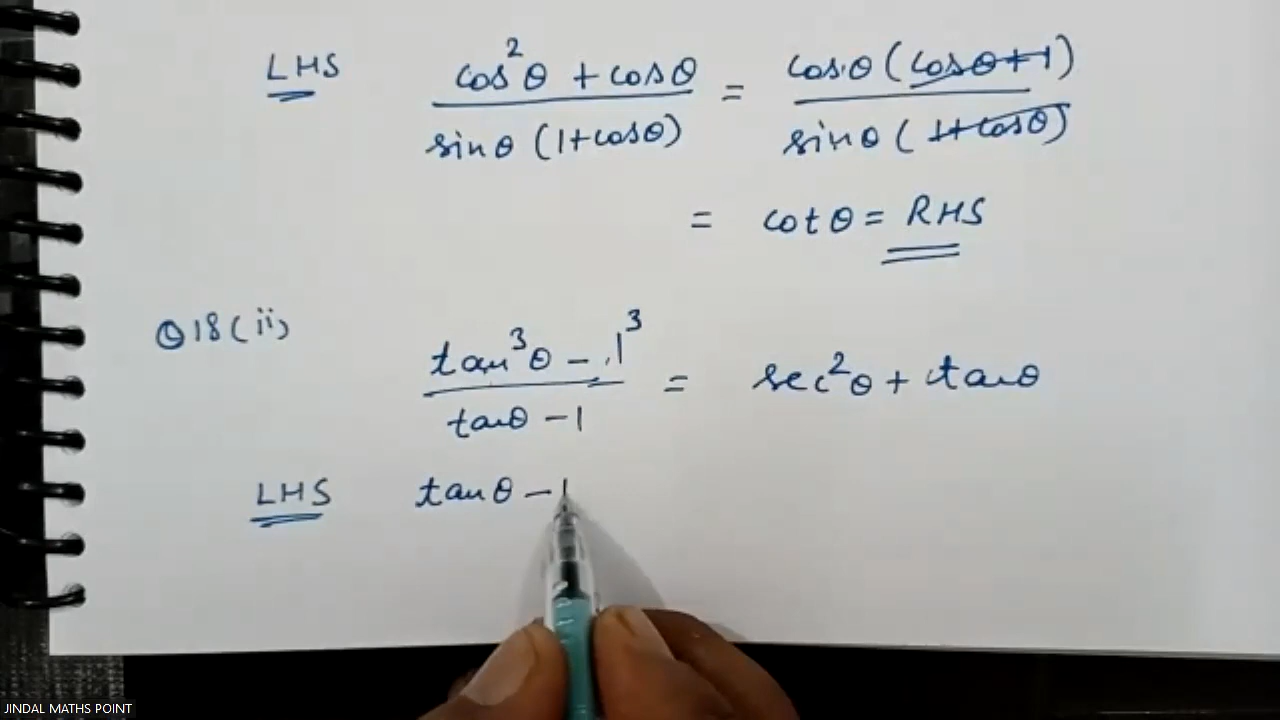 LHS cos²θ + cosθ / sinθ (1+cosθ) = cosθ (cosθ+1) / sinθ (1+cosθ)
= cotθ = RHS
Q18(ii) tan³θ - 1³ / tanθ - 1 = sec²θ + tanθ
LHS tanθ - 1
JINDAL MATHS POINT